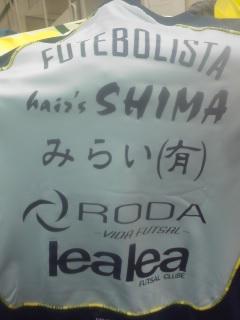 FUTEBOLISTA
hair's SHIMA
みらい(有)
RODA
~VIDA FUTSAL~
lealea
FUTSAL CLUBE